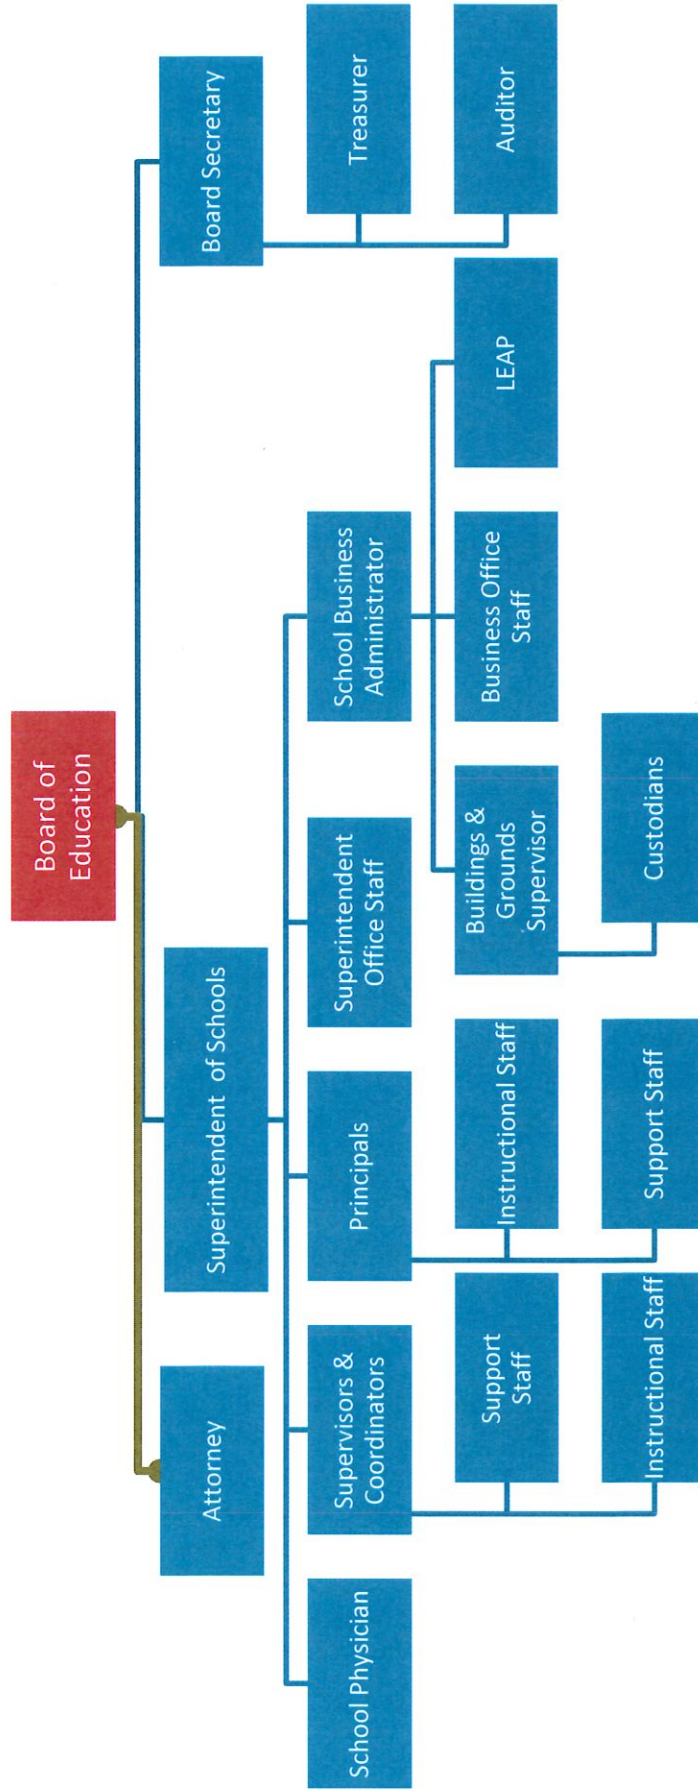 Board of
Education
Attorney
Superintendent of Schools
Board Secretary
School Physician
Supervisors &
Coordinators
Principals
Superintendent
Office Staff
School Business
Administrator
Treasurer
Support
Staff
Instructional Staff
Buildings &
Grounds
Supervisor
Business Office
Staff
LEAP
Auditor
Instructional Staff
Support Staff
Custodians